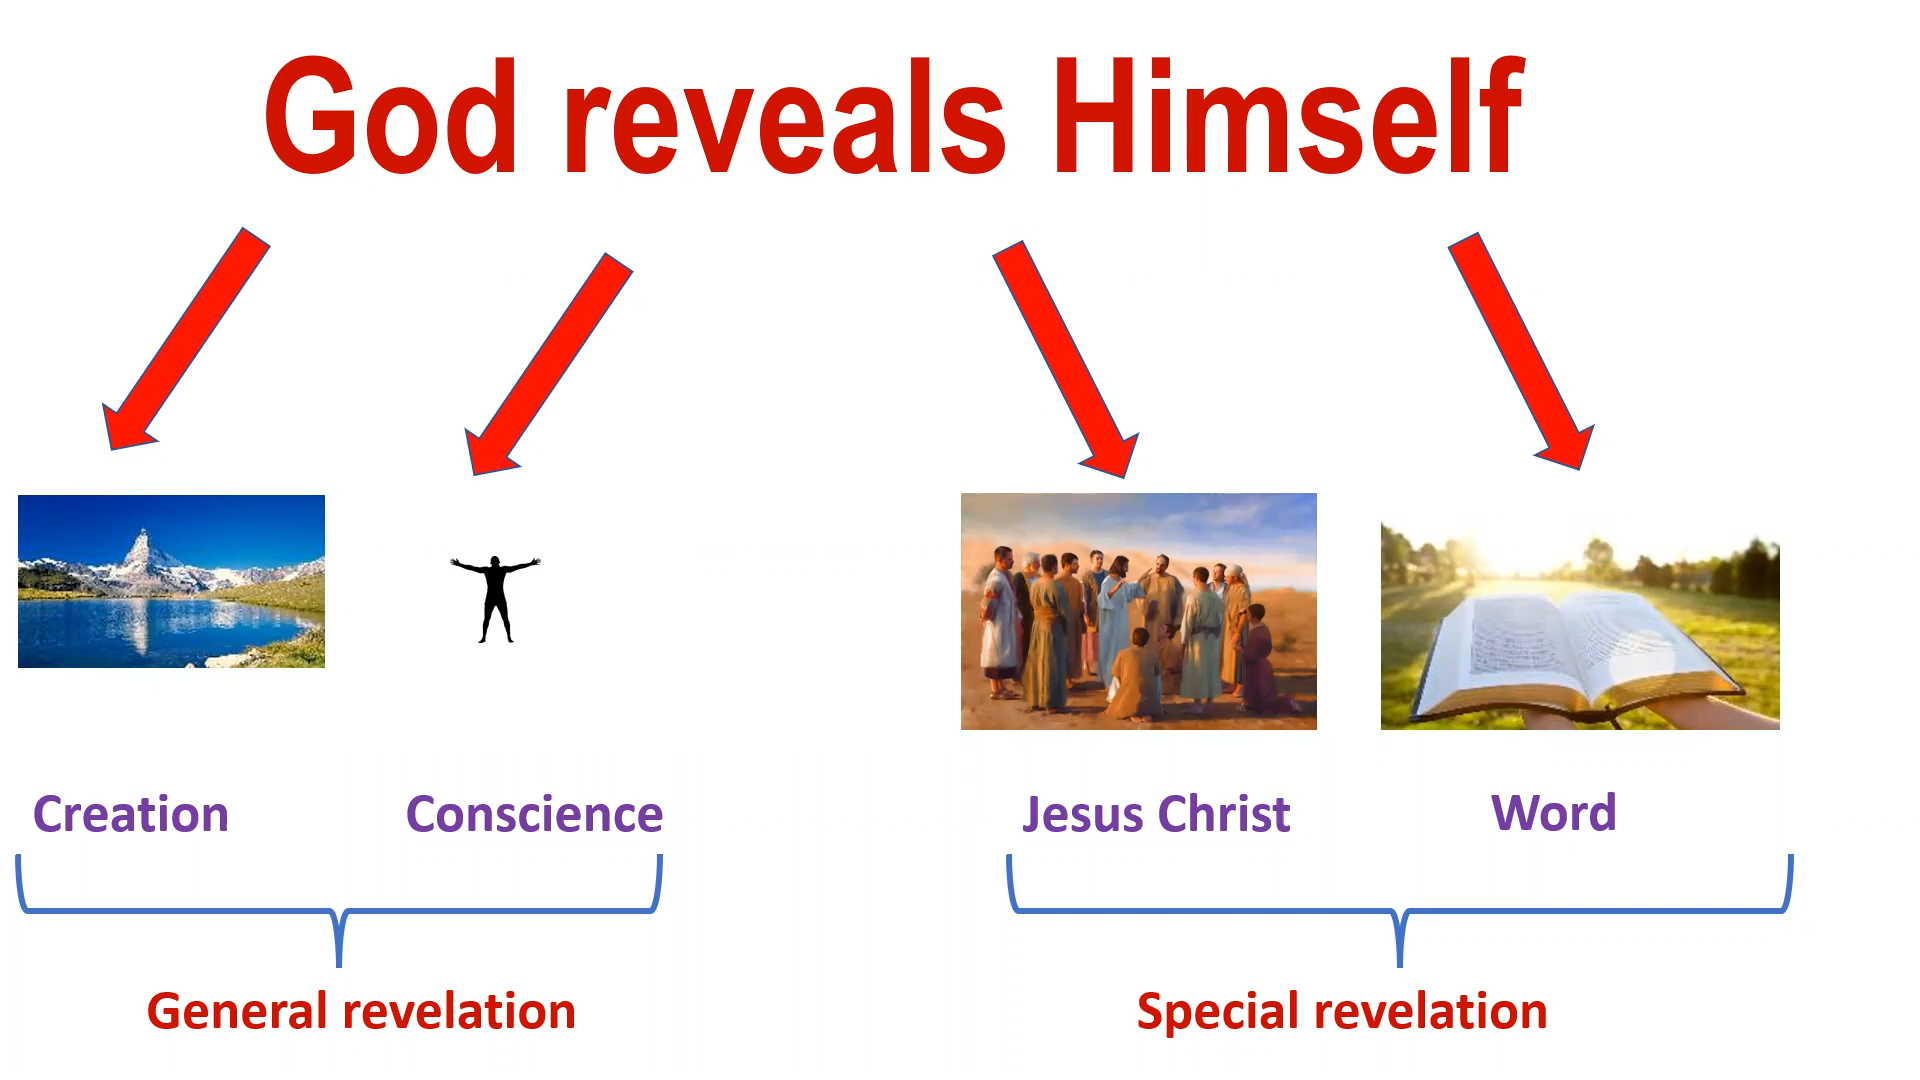 God reveals Himself
Creation
Conscience
Jesus Christ
Word
General revelation
Special revelation